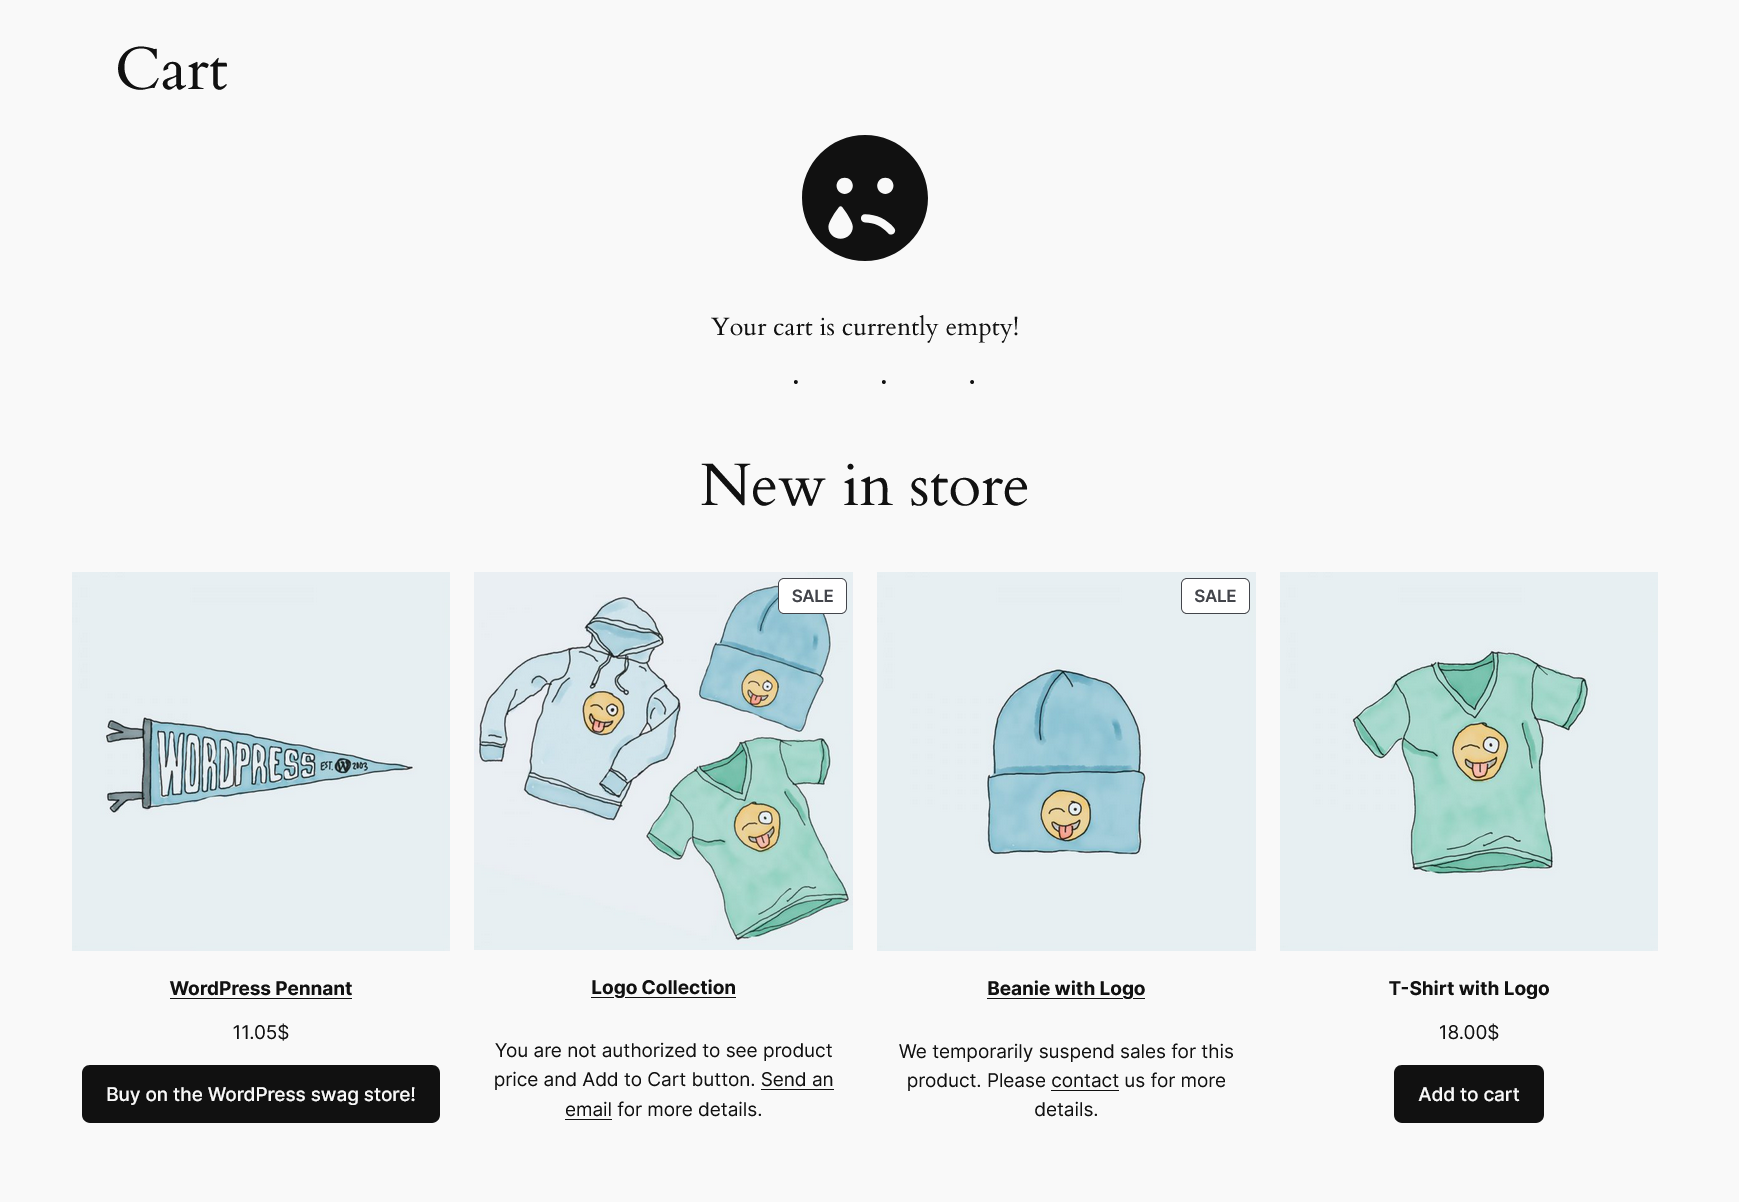 Cart
Your cart is currently empty!
New in store
SALE
SALE
WORDPRESS EST. W 2003
WordPress Pennant
11.05$
Buy on the WordPress swag store!
Logo Collection
You are not authorized to see product
price and Add to Cart button. Send an
email for more details.
Beanie with Logo
We temporarily suspend sales for this
product. Please contact us for more
details.
T-Shirt with Logo
18.00$
Add to cart